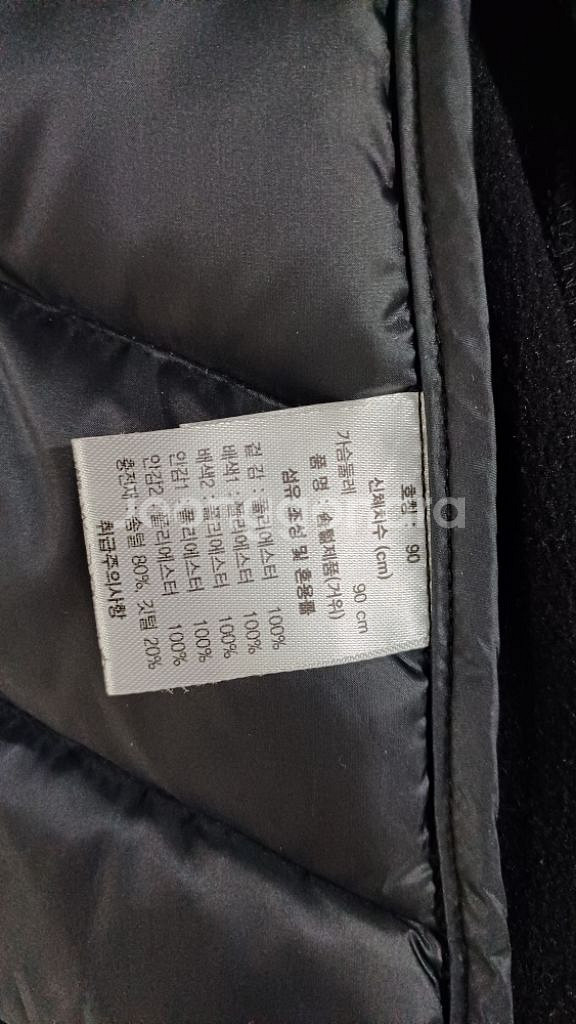 호칭 : 90
신체치수 (cm)
가슴둘레 90 cm
품 명 : 솜털제품(거위)
섬유 조성 및 혼용률
겉 감 : 폴리에스터 100%
배색1 : 폴리에스터 100%
배색2 : 폴리에스터 100%
안감1 : 폴리에스터 100%
안감2 : 폴리에스터 100%
충전재 : 솜털 80%, 깃털 20%
취급주의사항